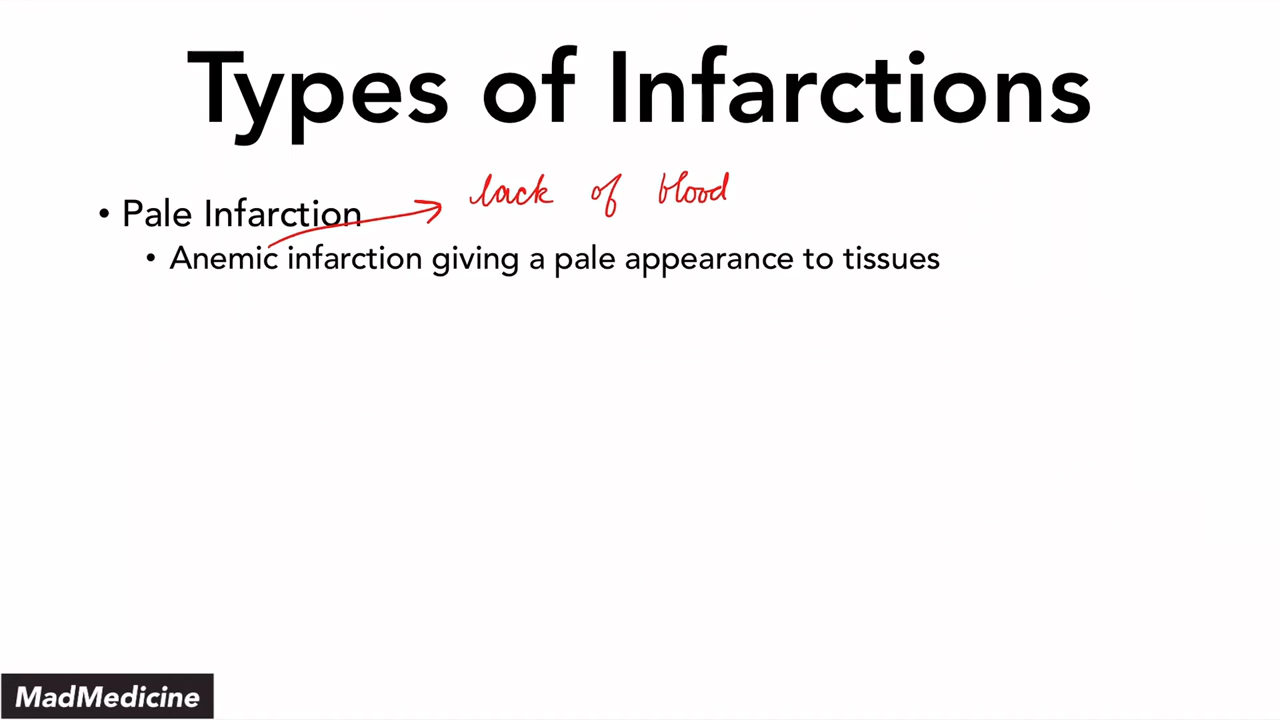 Types of Infarctions
lack of blood
• Pale Infarction
• Anemic infarction giving a pale appearance to tissues
MadMedicine